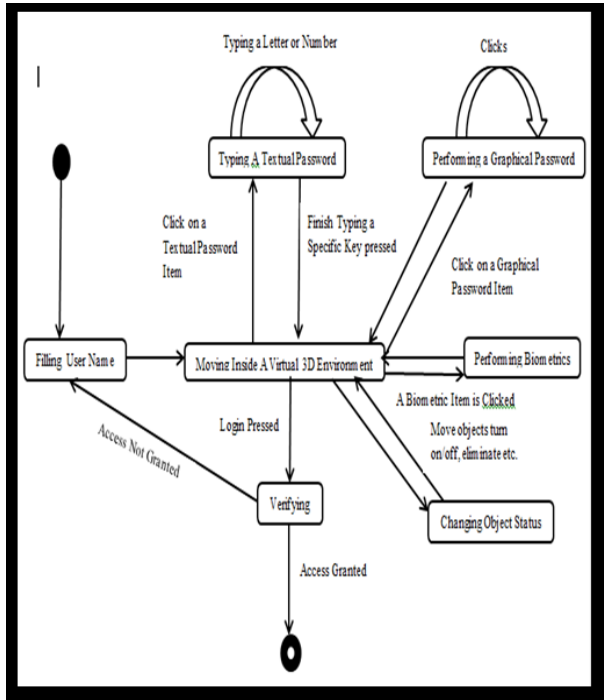 Typing a Letter or Number
Clicks
Typing A Textual Password
Performing a Graphical Password
Click on a
Textual Password
Item
Finish Typing a
Specific Key pressed
Click on a Graphical
Password Item
Filling User Name
Moving Inside A Virtual 3D Environment
Performing Biometrics
A Biometric Item is Clicked
Move objects turn
on/off, eliminate etc.
Login Pressed
Access Not Granted
Verifying
Changing Object Status
Access Granted